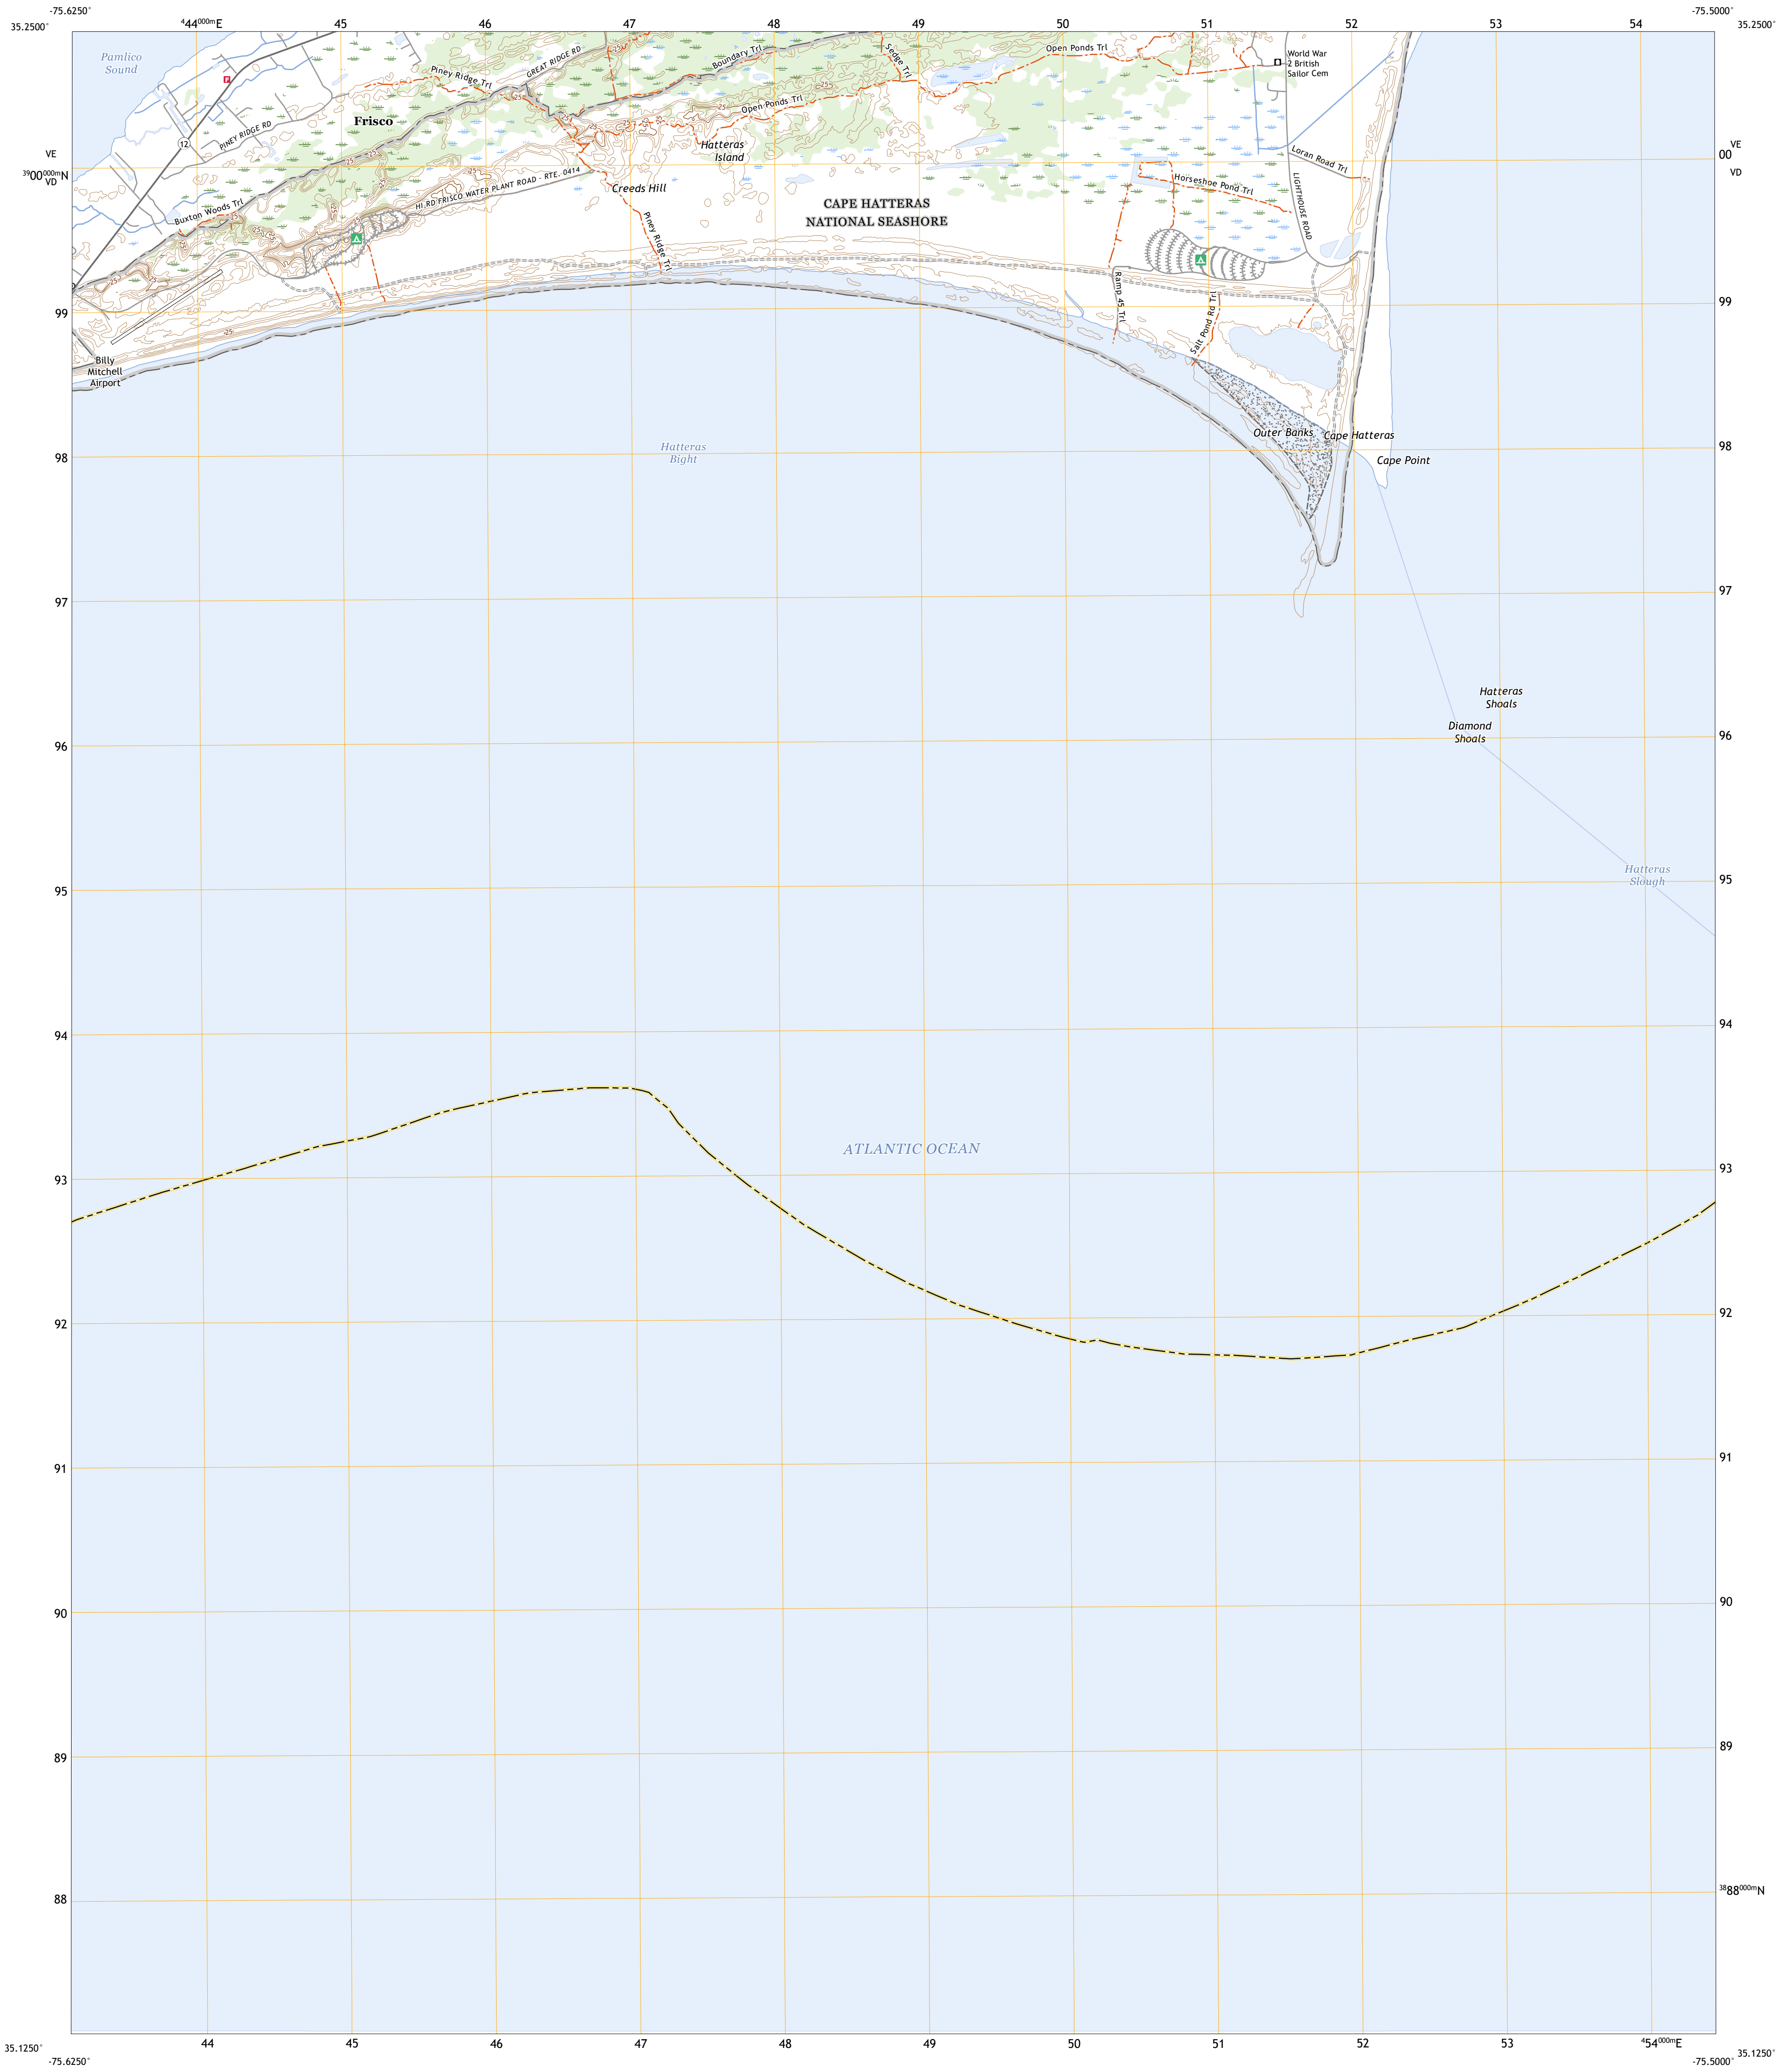 -75.6250°
-75.5000°
35.2500°
⁴44⁰⁰⁰ᵐE
45
46
47
48
49
50
51
52
53
54
35.2500°
Pamlico
Sound
GREAT RIDGE RD
Boundary Trl
Sedge Trl
Open Ponds Trl
World War
2 British
Sailor Cem
Piney Ridge Trl
25
25
Open Ponds Trl
Frisco
12
PINEY RIDGE RD
Hatteras
Island
VE
³⁹00⁰⁰⁰ᵐN
VD
VE
00
VD
Loran Road Trl
HI.RD FRISCO WATER PLANT ROAD - RTE. 0414
Creeds Hill
Horseshoe Pond Trl
LIGHTHOUSE ROAD
Buxton Woods Trl
CAPE HATTERAS
NATIONAL SEASHORE
Piney Ridge Trl
25
25
Ramp 45 Trl
Salt Pond Rd Trl
99
99
25
Billy
Mitchell
Airport
Hatteras
Bight
Outer Banks
Cape Hatteras
Cape Point
98
98
97
97
Hatteras
Shoals
Diamond
Shoals
96
96
Hatteras
Slough
95
95
94
94
ATLANTIC OCEAN
93
93
92
92
91
91
90
90
89
89
88
³⁸88⁰⁰⁰ᵐN
44
45
46
47
48
49
50
51
52
53
⁴54⁰⁰⁰ᵐE
35.1250°
35.1250°
-75.6250°
-75.5000°